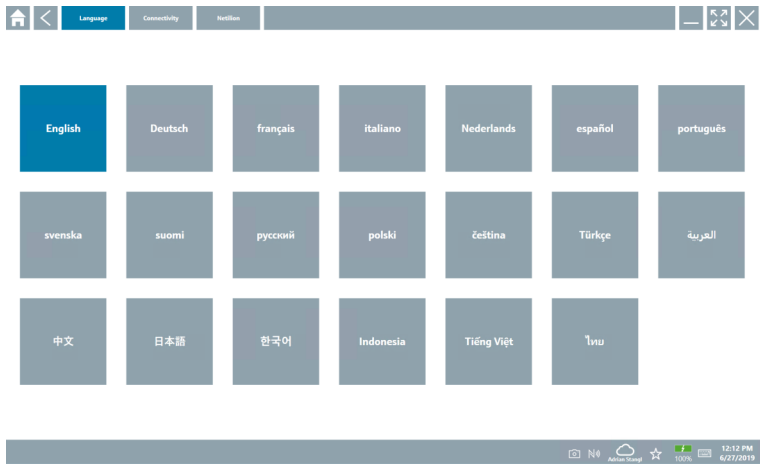 Language
Connectivity
Netilion
English
Deutsch
français
italiano
Nederlands
español
português
svenska
suomi
русский
polski
čeština
Türkçe
العربية
中文
日本語
한국어
Indonesia
Tiếng Việt
ไทย
Adrian Stangl
100%
12:12 PM
6/27/2019